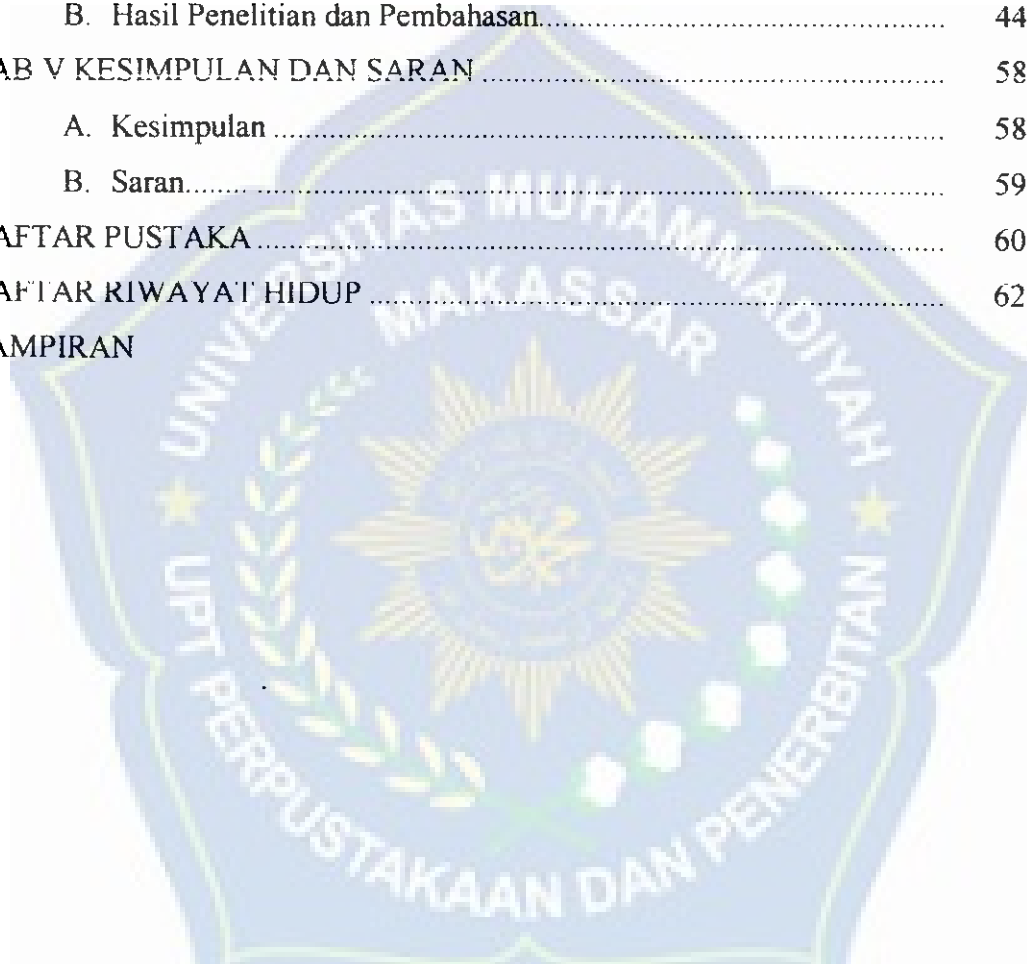 B. Hasil Penelitian dan Pembahasan.......................................................... 44
AB V KESIMPULAN DAN SARAN.......................................................... 58
A. Kesimpulan.......................................................... 58
B. Saran.......................................................... 59
AFTAR PUSTAKA.......................................................... 60
AFTAR RIWAYAT HIDUP.......................................................... 62
AMPIRAN
UNIVERSITAS MUHAMMADIYAH
MAKASSAR
UPT PERPUSTAKAAN DAN PENERBITAN